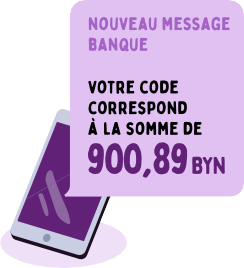 NOUVEAU MESSAGE
BANQUE
VOTRE CODE
CORRESPOND
À LA SOMME DE
900,89 BYN